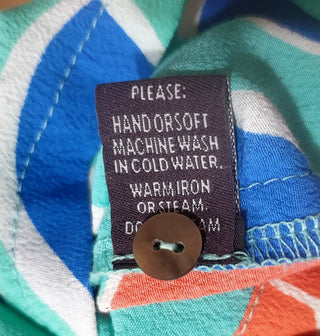 PLEASE:
HAND OR SOFT
MACHINE WASH
IN COLD WATER.
WARM IRON
OR STEAM.